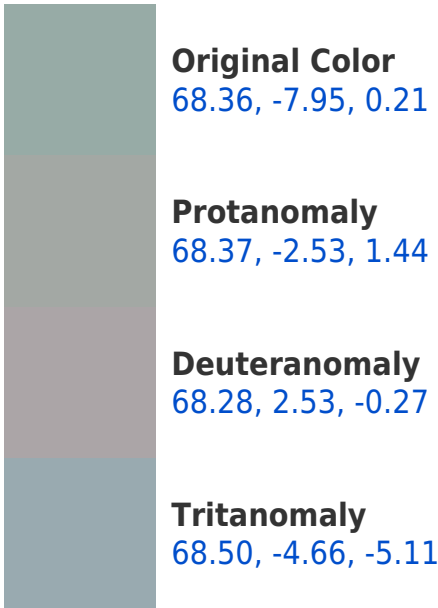 Original Color
68.36, -7.95, 0.21
Protanomaly
68.37, -2.53, 1.44
Deuteranomaly
68.28, 2.53, -0.27
Tritanomaly
68.50, -4.66, -5.11